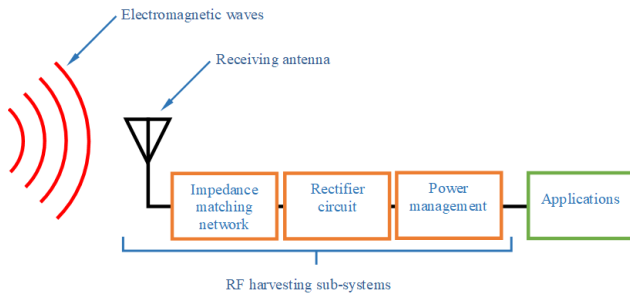 Electromagnetic waves
Receiving antenna
Impedance
matching
network
Rectifier
circuit
Power
management
Applications
RF harvesting sub-systems